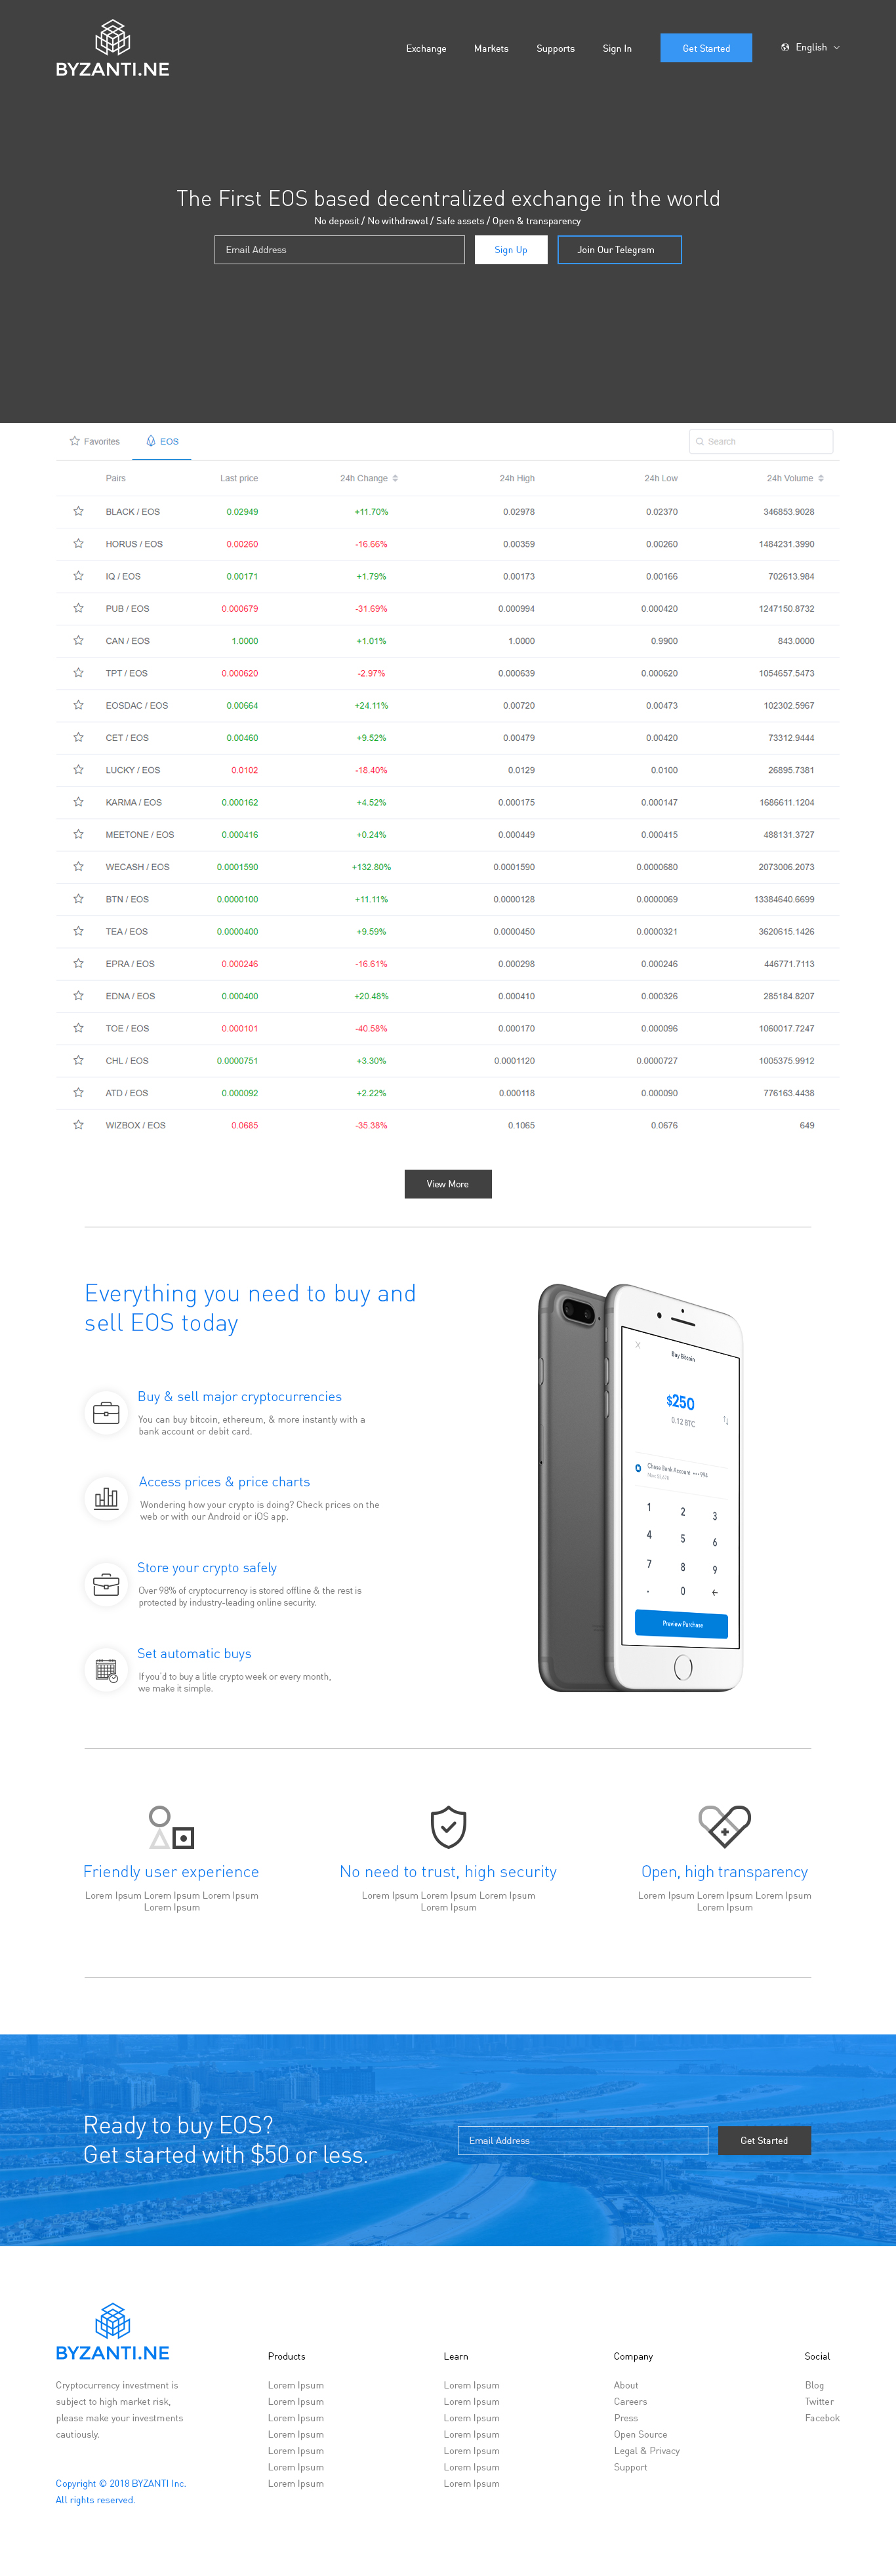 BYZANTI.NE
Exchange Markets Supports Sign In Get Started English
The First EOS based decentralized exchange in the world
No deposit / No withdrawal / Safe assets / Open & transparency
Email Address Sign Up Join Our Telegram
Favorites EOS Search
Pairs Last price 24h Change 24h High 24h Low 24h Volume
BLACK / EOS 0.02949 +11.70% 0.02978 0.02370 346853.9028
HORUS / EOS 0.00260 -16.66% 0.00359 0.00260 1484231.3990
IQ / EOS 0.00171 +1.79% 0.00173 0.00166 702613.984
PUB / EOS 0.000679 -31.69% 0.000994 0.000420 1247150.8732
CAN / EOS 1.0000 +1.01% 1.0000 0.9900 843.0000
TPT / EOS 0.000620 -2.97% 0.000639 0.000620 1054657.5473
EOSDAC / EOS 0.00664 +24.11% 0.00720 0.00473 102302.5967
CET / EOS 0.00460 +9.52% 0.00479 0.00420 73312.9444
LUCKY / EOS 0.0102 -18.40% 0.0129 0.0100 26895.7381
KARMA / EOS 0.000162 +4.52% 0.000175 0.000147 1686611.1204
MEETONE / EOS 0.000416 +0.24% 0.000449 0.000415 488131.3727
WECASH / EOS 0.0001590 +132.80% 0.0001590 0.0000680 2073006.2073
BTN / EOS 0.0000100 +11.11% 0.0000128 0.0000069 13384640.6699
TEA / EOS 0.0000400 +9.59% 0.0000450 0.0000321 3620615.1426
EPRA / EOS 0.000246 -16.61% 0.000298 0.000246 446771.7113
EDNA / EOS 0.000400 +20.48% 0.000410 0.000326 285184.8207
TOE / EOS 0.000101 -40.58% 0.000170 0.000096 1060017.7247
CHL / EOS 0.0000751 +3.30% 0.0001120 0.0000727 1005375.9912
ATD / EOS 0.000092 +2.22% 0.000118 0.000090 776163.4438
WIZBOX / EOS 0.0685 -35.38% 0.1065 0.0676 649
View More
Everything you need to buy and
sell EOS today
Buy & sell major cryptocurrencies
You can buy bitcoin, ethereum, & more instantly with a
bank account or debit card.
Access prices & price charts
Wondering how your crypto is doing? Check prices on the
web or with our Android or iOS app.
Store your crypto safely
Over 98% of cryptocurrency is stored offline & the rest is
protected by industry-leading online security.
Set automatic buys
If you'd to buy a litle crypto week or every month,
we make it simple.
X
Buy Bitcoin
$250
0.12 BTC
Chase Bank Account •••• 994
1 2 3
4 5 6
7 8 9
. 0 ←
Preview Purchase
Friendly user experience
Lorem Ipsum Lorem Ipsum Lorem Ipsum
Lorem Ipsum
No need to trust, high security
Lorem Ipsum Lorem Ipsum Lorem Ipsum
Lorem Ipsum
Open, high transparency
Lorem Ipsum Lorem Ipsum Lorem Ipsum
Lorem Ipsum
Ready to buy EOS?
Get started with $50 or less.
Email Address Get Started
BYZANTI.NE
Cryptocurrency investment is
subject to high market risk,
please make your investments
cautiously.
Copyright © 2018 BYZANTI Inc.
All rights reserved.
Products
Lorem Ipsum
Lorem Ipsum
Lorem Ipsum
Lorem Ipsum
Lorem Ipsum
Lorem Ipsum
Lorem Ipsum
Learn
Lorem Ipsum
Lorem Ipsum
Lorem Ipsum
Lorem Ipsum
Lorem Ipsum
Lorem Ipsum
Lorem Ipsum
Company
About
Careers
Press
Open Source
Legal & Privacy
Support
Social
Blog
Twitter
Facebok